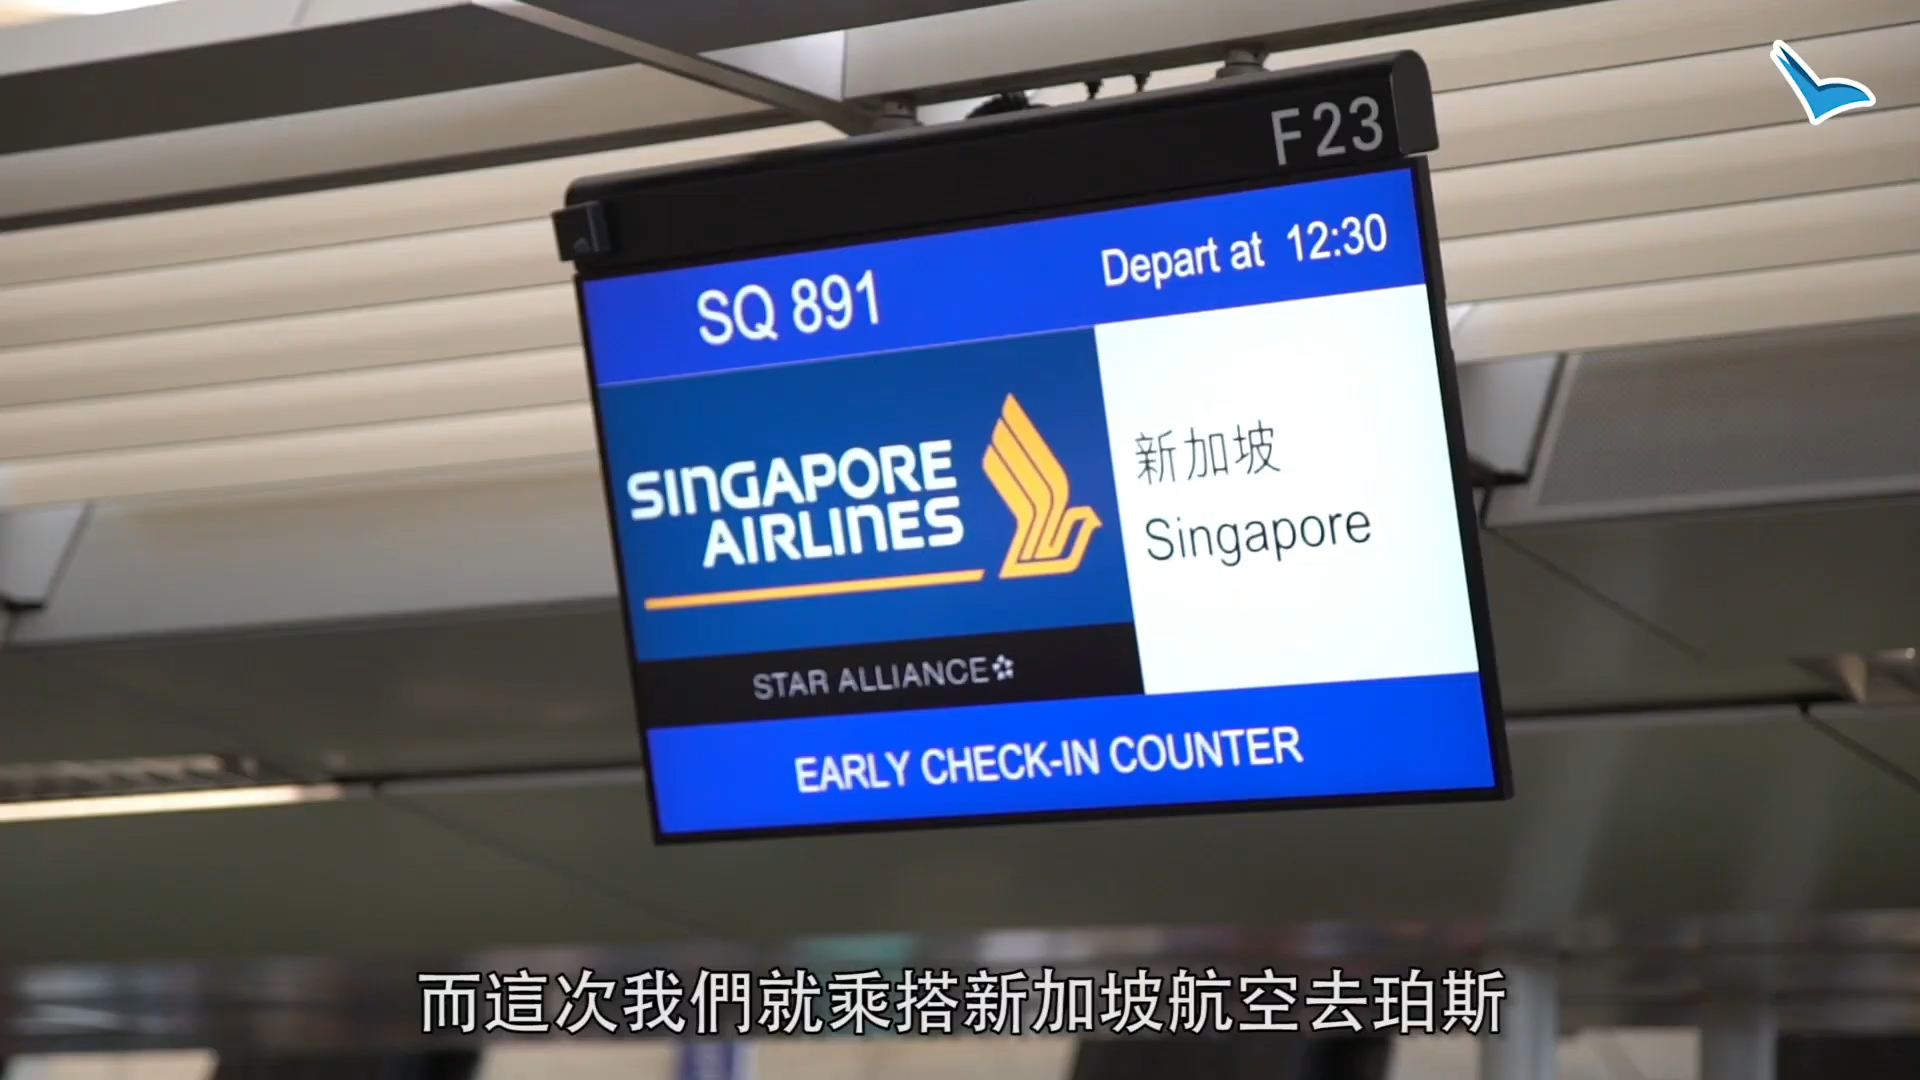 F23
SQ 891
Depart at 12:30
SINGAPORE
AIRLINES
新加坡
Singapore
STAR ALLIANCE
EARLY CHECK-IN COUNTER
而這次我們就乘搭新加坡航空去珀斯